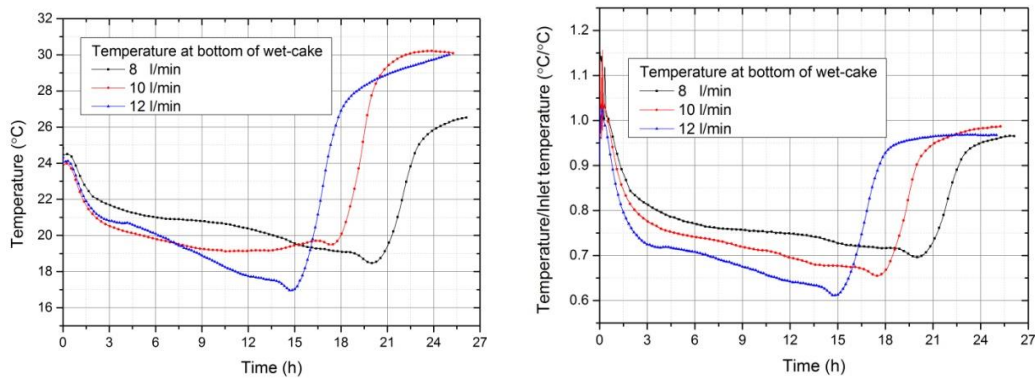 32
30
28
26
24
22
20
18
16
Temperature (°C)
Temperature at bottom of wet-cake
8 l/min
10 l/min
12 l/min
0 3 6 9 12 15 18 21 24 27
Time (h)
1.2
1.1
1.0
0.9
0.8
0.7
0.6
Temperature/Inlet temperature (°C/°C)
Temperature at bottom of wet-cake
8 l/min
10 l/min
12 l/min
0 3 6 9 12 15 18 21 24 27
Time (h)